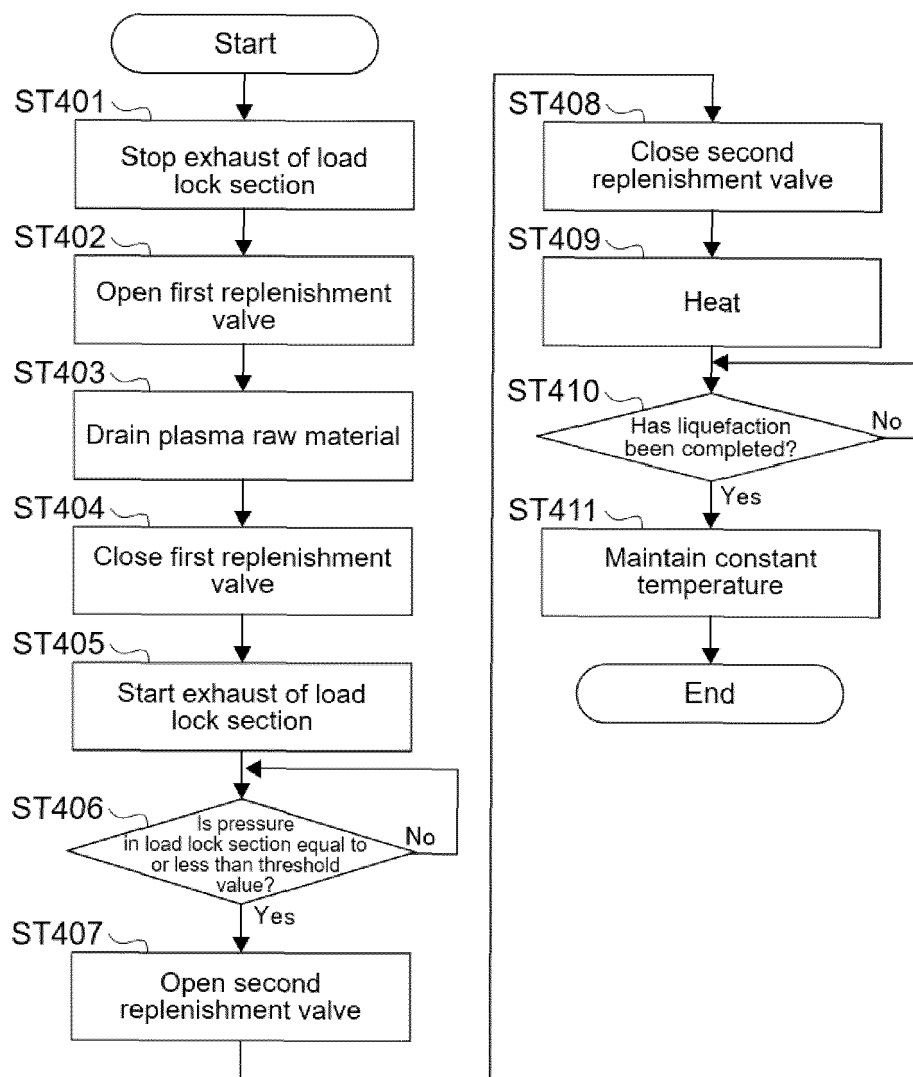 Start
ST401
Stop exhaust of load
lock section
ST402
Open first replenishment
valve
ST403
Drain plasma raw material
ST404
Close first replenishment
valve
ST405
Start exhaust of load
lock section
ST406
Is pressure
in load lock section equal to
or less than threshold
value?
No
Yes
ST407
Open second
replenishment valve
ST408
Close second
replenishment valve
ST409
Heat
ST410
Has liquefaction
been completed?
No
Yes
ST411
Maintain constant
temperature
End